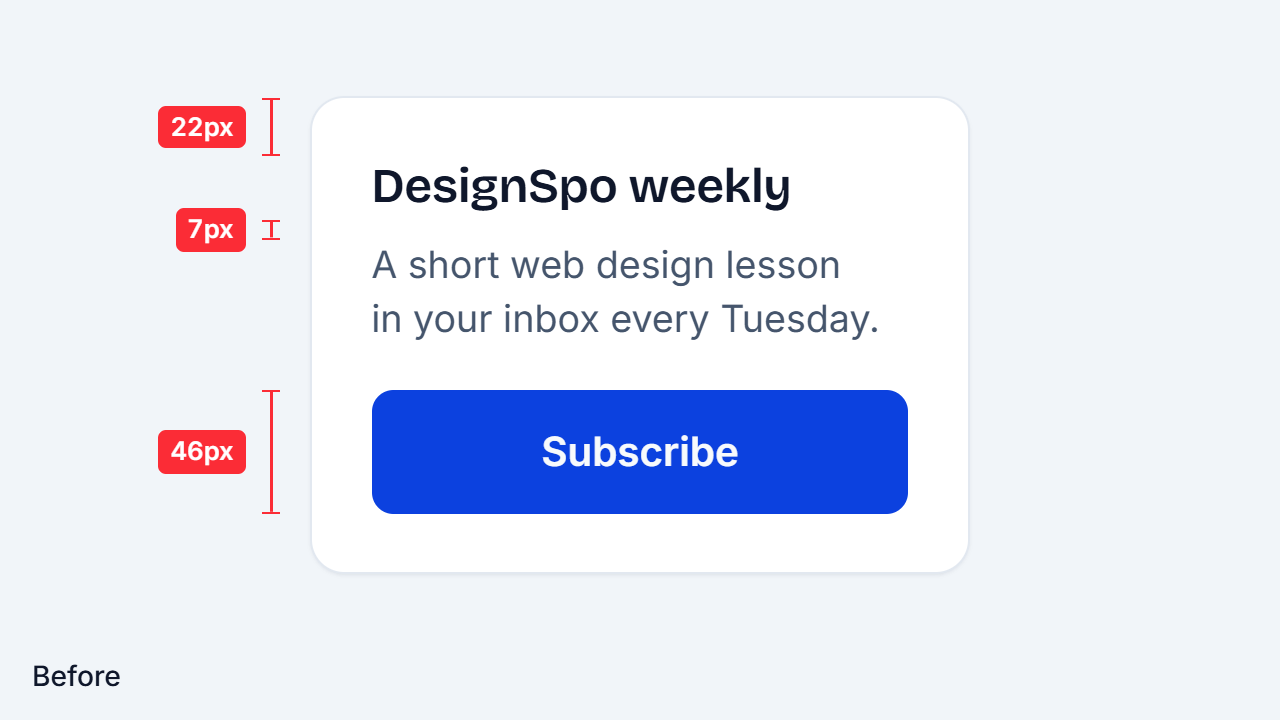 22px
DesignSpo weekly
7px
A short web design lesson
in your inbox every Tuesday.
46px
Subscribe
Before